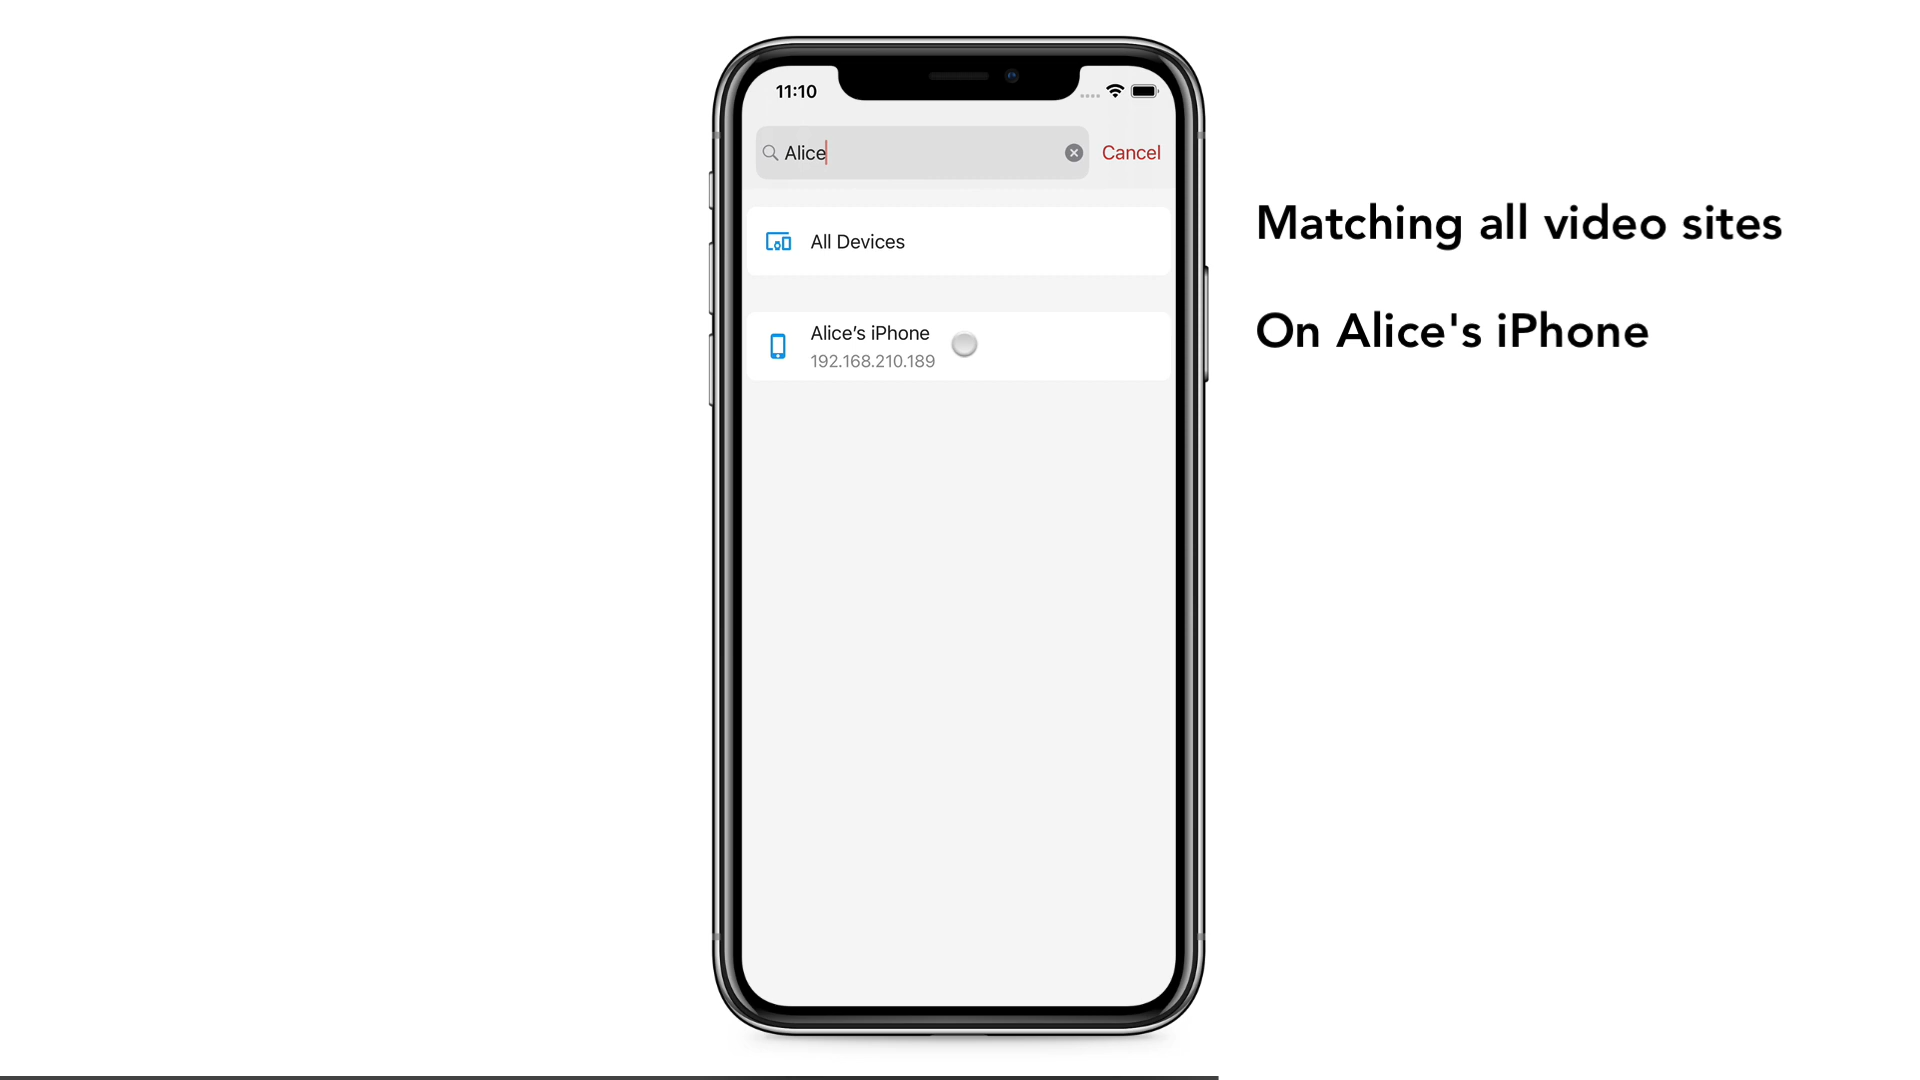 11:10
Alice
Cancel
All Devices
Alice’s iPhone
192.168.210.189
Matching all video sites
On Alice's iPhone